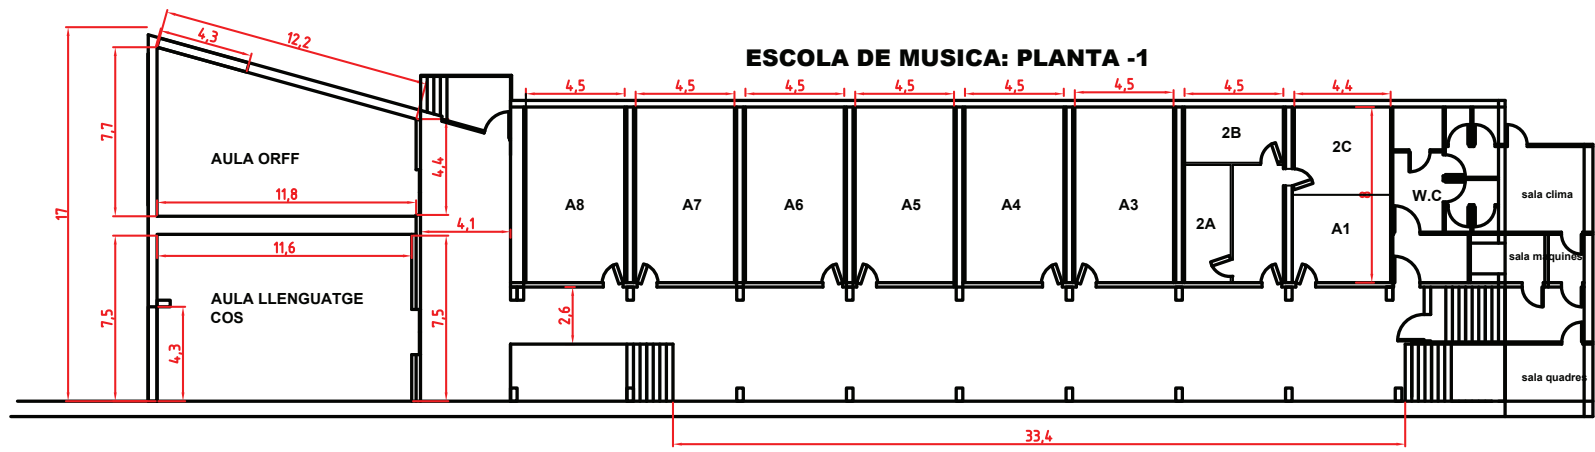 ESCOLA DE MUSICA: PLANTA -1
4,3
12,2
4,5
4,5
4,5
4,5
4,5
4,5
4,5
4,4
7,7
AULA ORFF
4,4
2B
2C
8
W.C
sala clima
17
11,8
4,1
A8
A7
A6
A5
A4
A3
2A
A1
11,6
sala maquines
AULA LLENGUATGE
COS
7,5
4,3
7,5
2,6
sala quadres
33,4